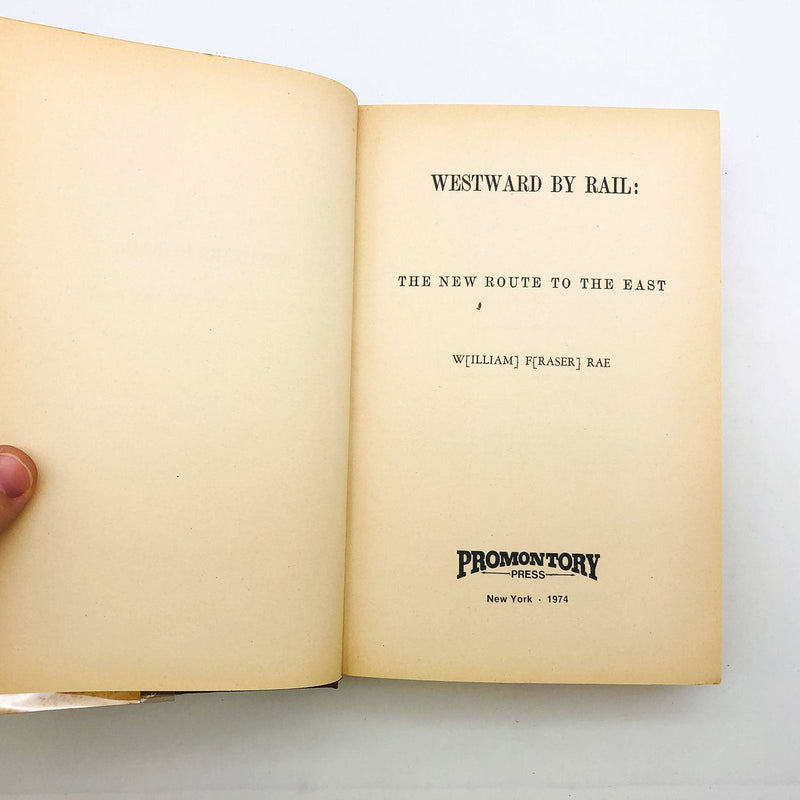 WESTWARD BY RAIL:
THE NEW ROUTE TO THE EAST
W[ILLIAM] F[RASER] RAE
PROMONTORY
PRESS
New York · 1974